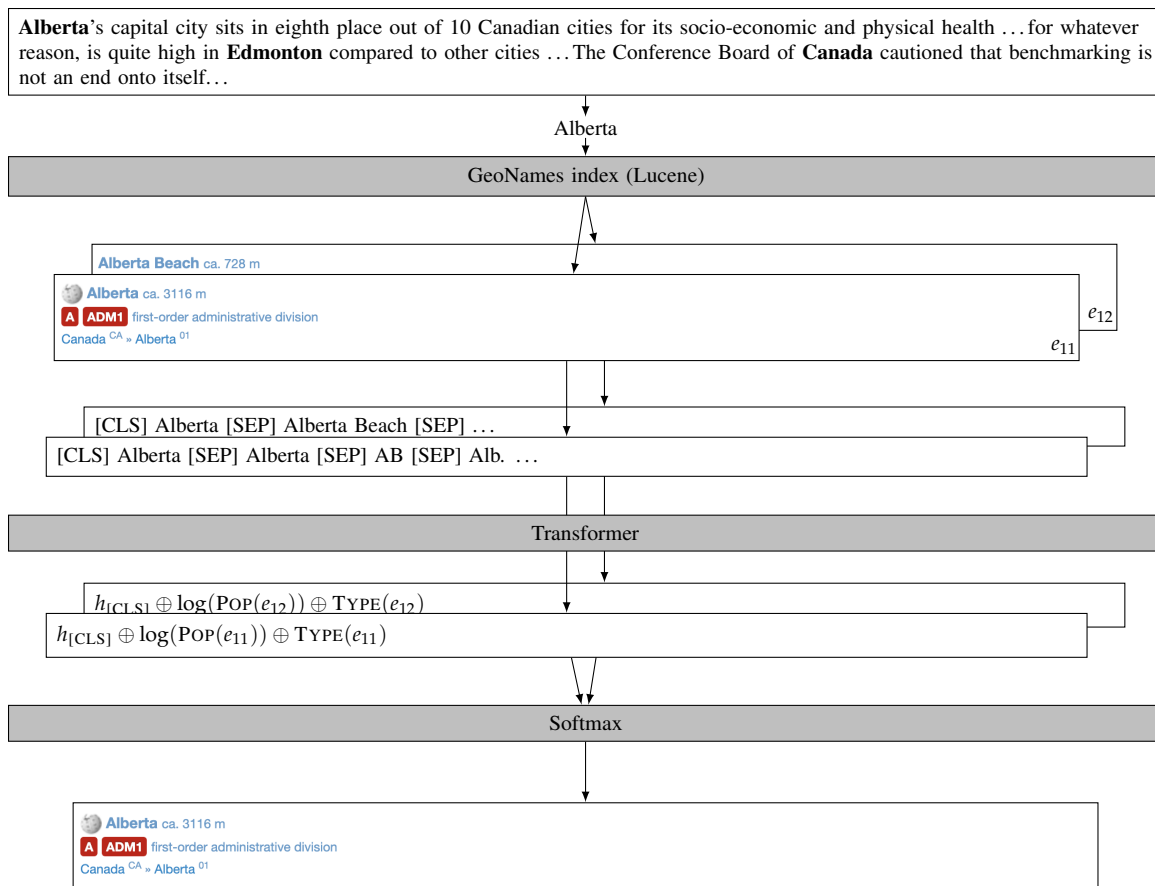 Alberta's capital city sits in eighth place out of 10 Canadian cities for its socio-economic and physical health …for whatever
reason, is quite high in Edmonton compared to other cities …The Conference Board of Canada cautioned that benchmarking is
not an end onto itself…
Alberta
GeoNames index (Lucene)
Alberta Beach ca. 728 m
Alberta ca. 3116 m
A ADM1 first-order administrative division
Canada CA » Alberta 01
e12
e11
[CLS] Alberta [SEP] Alberta Beach [SEP] …
[CLS] Alberta [SEP] Alberta [SEP] AB [SEP] Alb. …
Transformer
h[CLS] ⊕ log(POP(e12)) ⊕ TYPE(e12)
h[CLS] ⊕ log(POP(e11)) ⊕ TYPE(e11)
Softmax
Alberta ca. 3116 m
A ADM1 first-order administrative division
Canada CA » Alberta 01